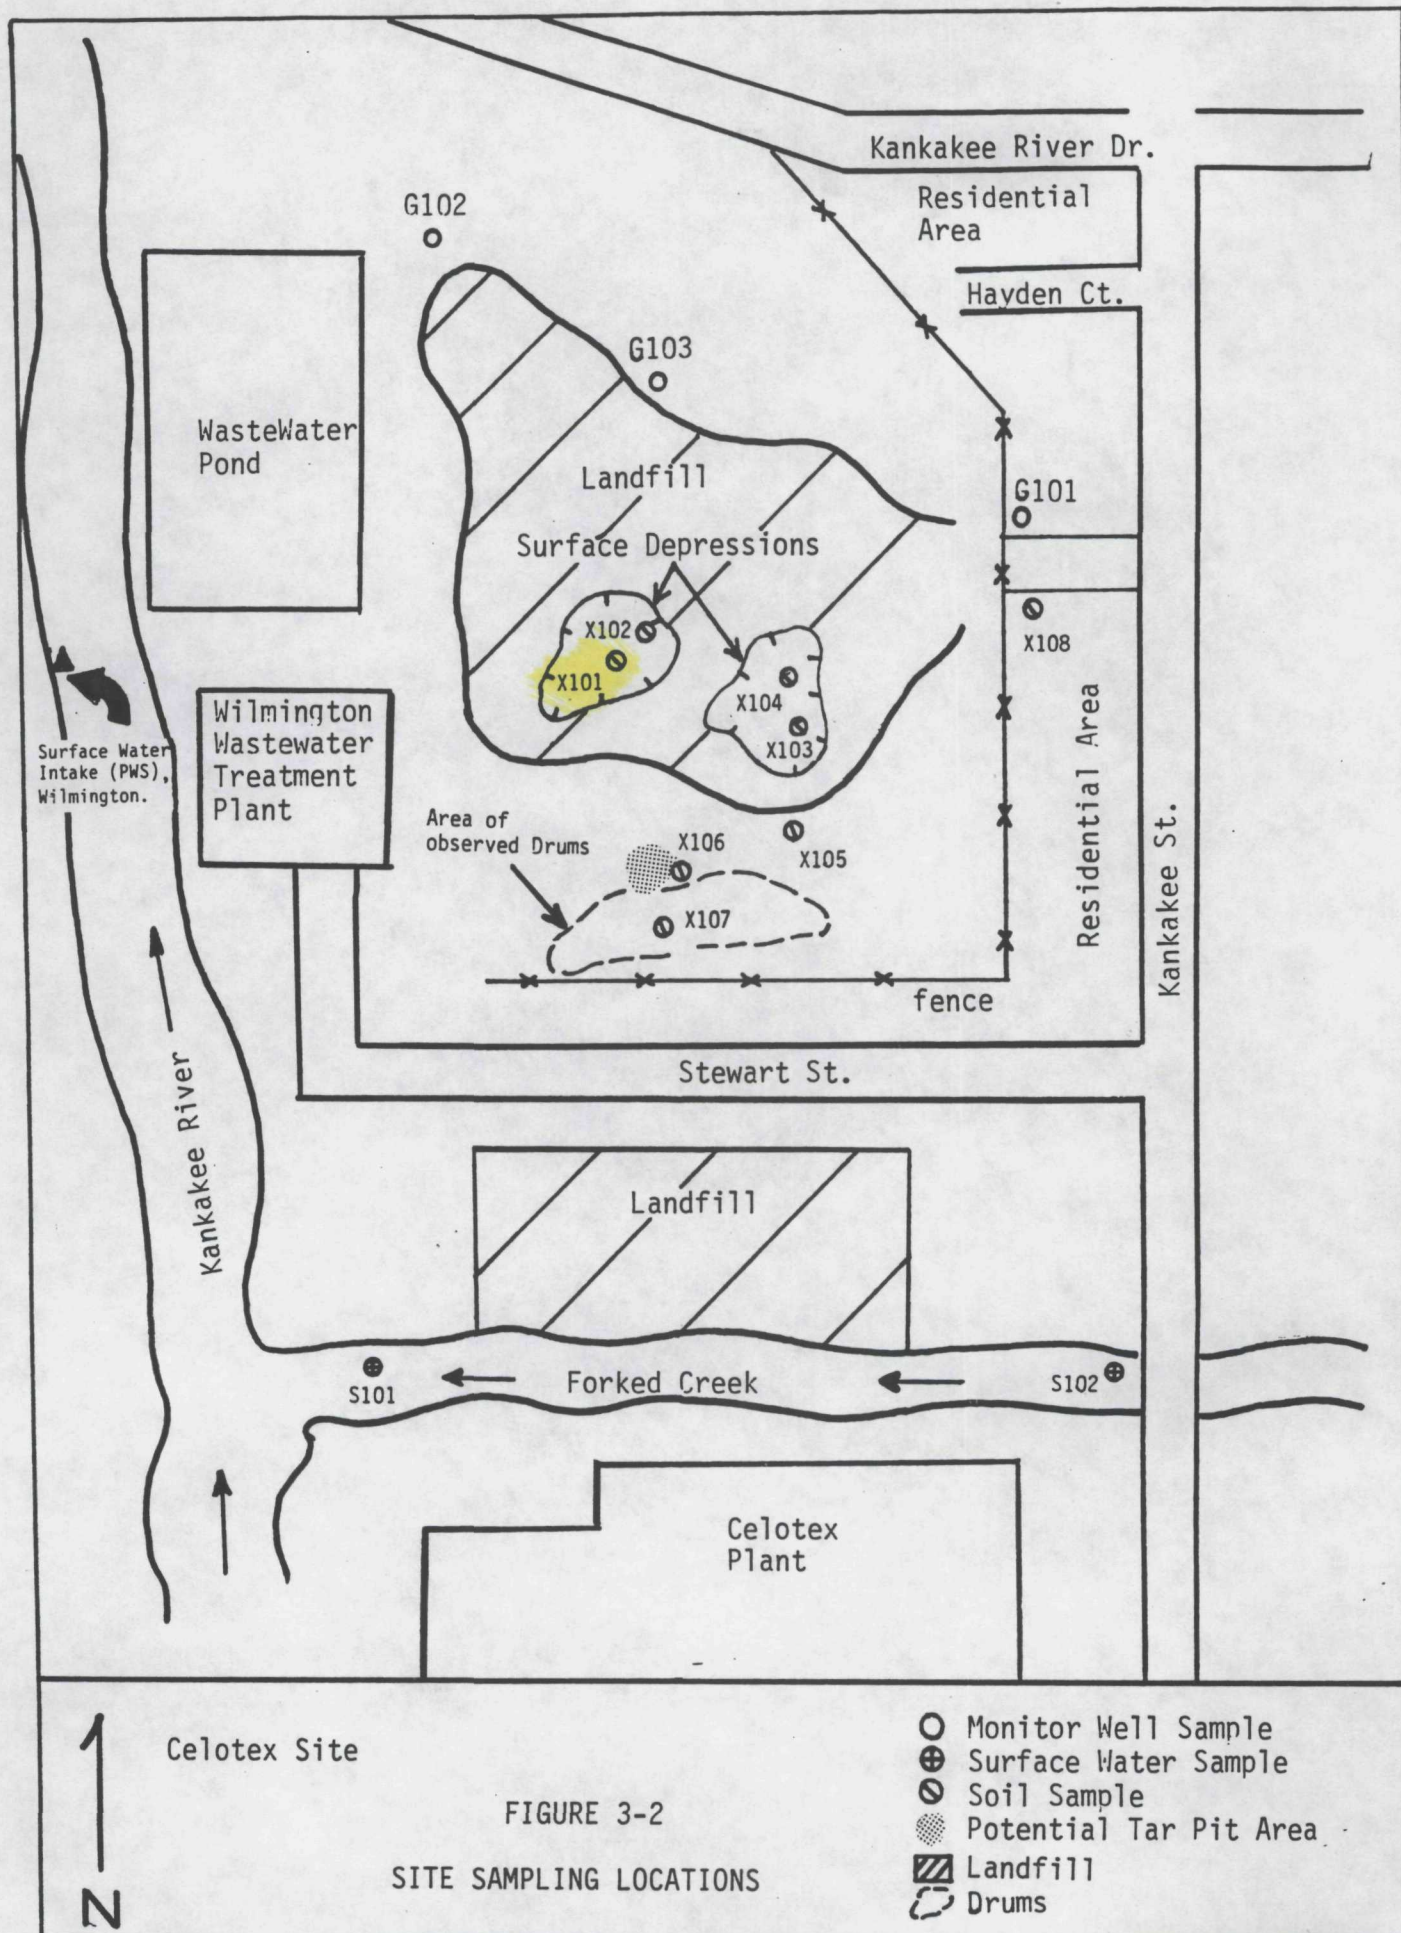 Kankakee River Dr.
Residential
Area
Hayden Ct.
G102
G103
WasteWater
Pond
Landfill
G101
Surface Depressions
X102
X101
X104
X103
X108
Wilmington
Wastewater
Treatment
Plant
Surface Water
Intake (PWS),
Wilmington.
Residential Area
Kankakee St.
Area of
observed Drums
X106
X105
X107
fence
Stewart St.
Kankakee River
Landfill
Forked Creek
S101
S102
Celotex
Plant
N
Celotex Site
FIGURE 3-2
SITE SAMPLING LOCATIONS
Monitor Well Sample
Surface Water Sample
Soil Sample
Potential Tar Pit Area
Landfill
Drums